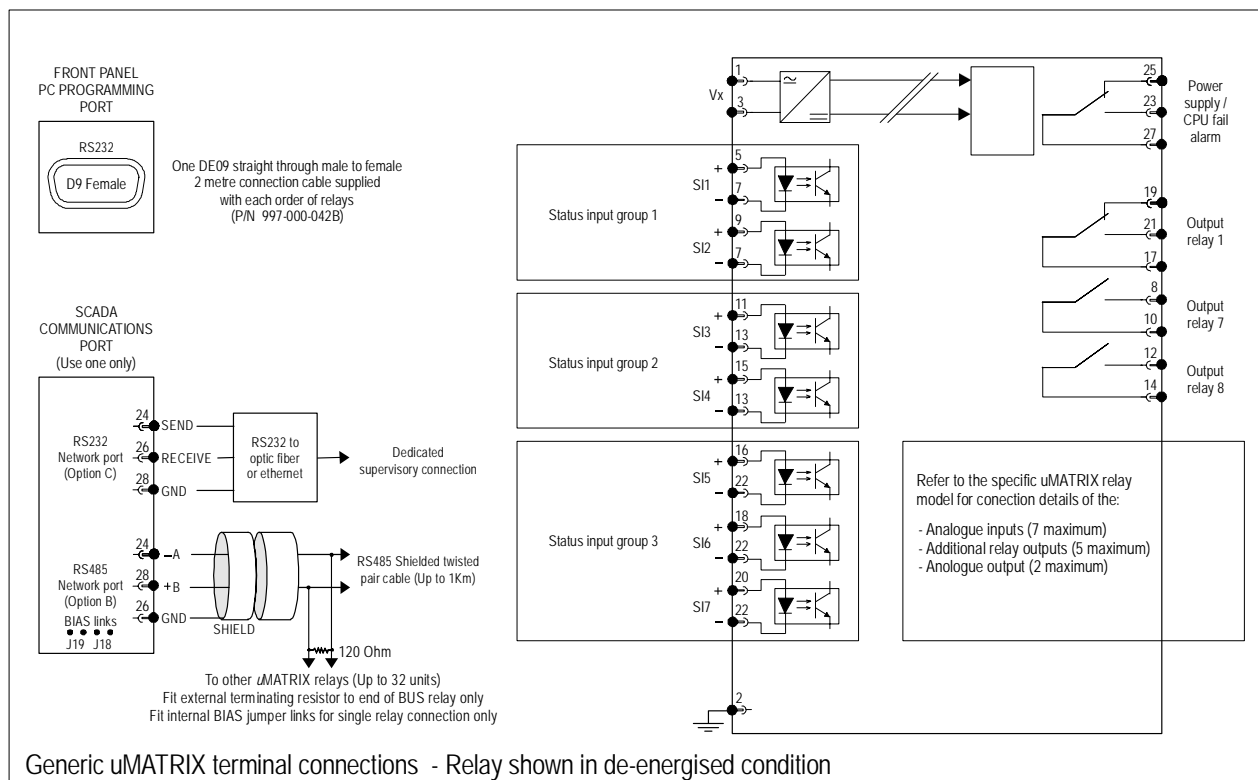 FRONT PANEL
PC PROGRAMMING
PORT
RS232
D9 Female
One DE09 straight through male to female
2 metre connection cable supplied
with each order of relays
(P/N 997-000-042B)
SCADA
COMMUNICATIONS
PORT
(Use one only)
24
SEND
RS232
Network port
(Option C)
26
RECEIVE
28
GND
RS232 to
optic fiber
or ethernet
Dedicated
supervisory connection
24
–A
RS485
Network port
(Option B)
28
+B
26
GND
BIAS links
J19 J18
SHIELD
RS485 Shielded twisted
pair cable (Up to 1Km)
120 Ohm
To other uMATRIX relays (Up to 32 units)
Fit external terminating resistor to end of BUS relay only
Fit internal BIAS jumper links for single relay connection only
Vx
1
3
Status input group 1
SI1
+
5
–
7
SI2
+
9
–
7
Status input group 2
SI3
+
11
–
13
SI4
+
15
–
13
Status input group 3
SI5
+
16
–
22
SI6
+
18
–
22
SI7
+
20
–
22
2
25
23
27
Power
supply /
CPU fail
alarm
19
21
17
Output
relay 1
8
10
Output
relay 7
12
14
Output
relay 8
Refer to the specific uMATRIX relay
model for conection details of the:
- Analogue inputs (7 maximum)
- Additional relay outputs (5 maximum)
- Anologue output (2 maximum)
Generic uMATRIX terminal connections - Relay shown in de-energised condition